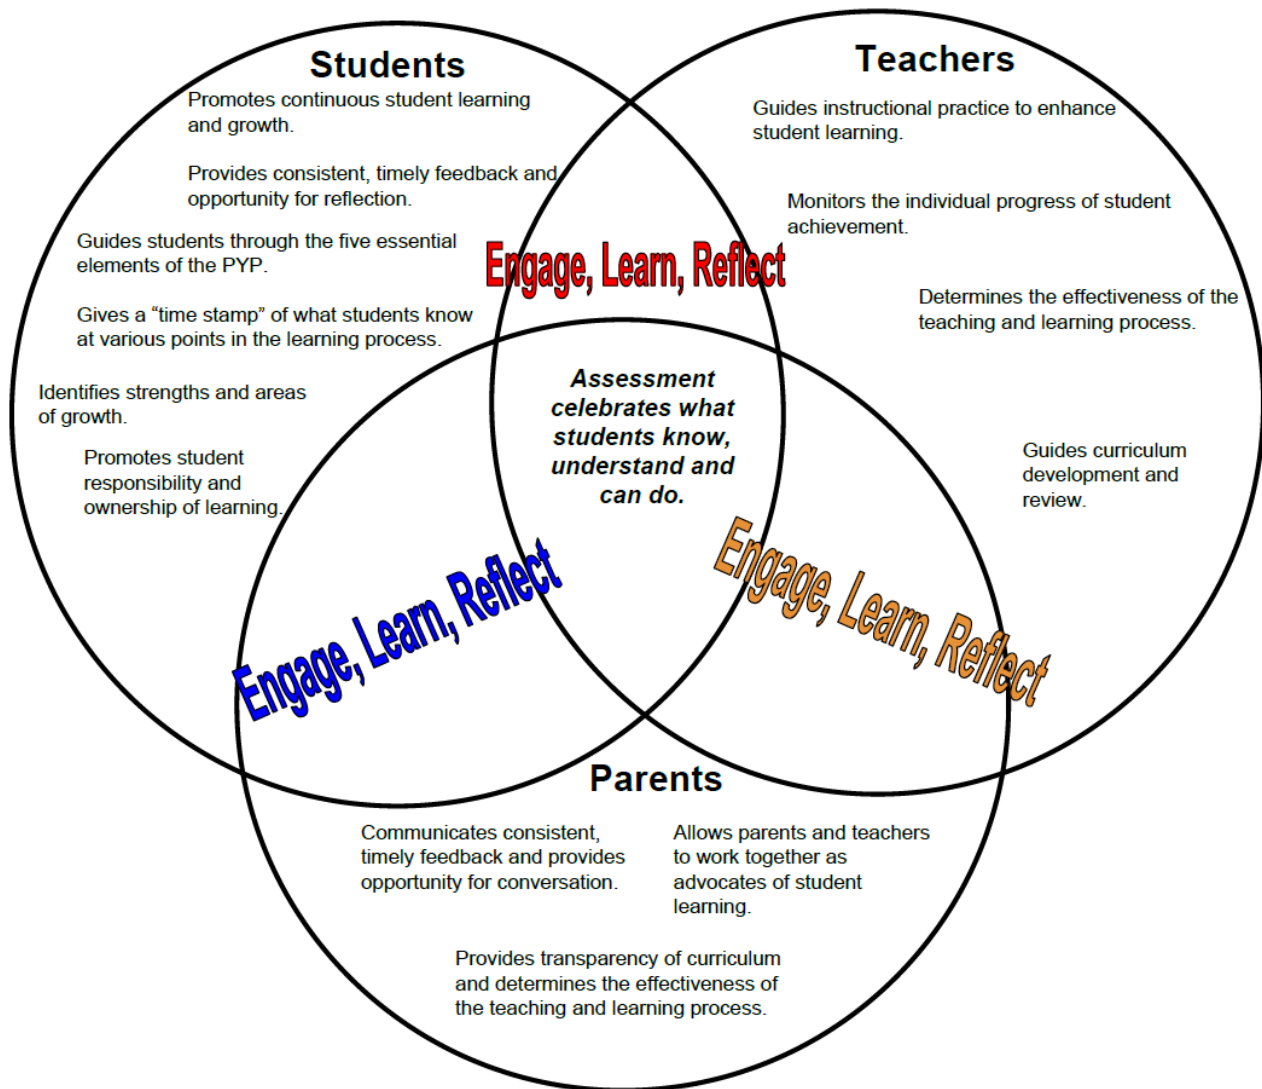 Students
Promotes continuous student learning
and growth.
Provides consistent, timely feedback and
opportunity for reflection.
Guides students through the five essential
elements of the PYP.
Gives a “time stamp” of what students know
at various points in the learning process.
Identifies strengths and areas
of growth.
Promotes student
responsibility and
ownership of learning.
Teachers
Guides instructional practice to enhance
student learning.
Monitors the individual progress of student
achievement.
Determines the effectiveness of the
teaching and learning process.
Guides curriculum
development and
review.
Engage, Learn, Reflect
Assessment
celebrates what
students know,
understand and
can do.
Engage, Learn, Reflect
Engage, Learn, Reflect
Parents
Communicates consistent,
timely feedback and provides
opportunity for conversation.
Allows parents and teachers
to work together as
advocates of student
learning.
Provides transparency of curriculum
and determines the effectiveness of
the teaching and learning process.